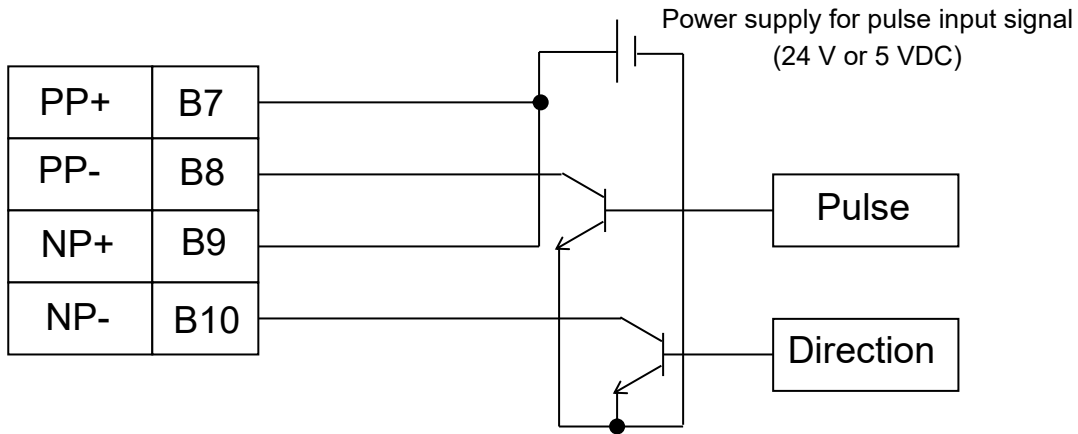 Power supply for pulse input signal
(24 V or 5 VDC)
PP+ B7
PP- B8
NP+ B9
NP- B10
Pulse
Direction